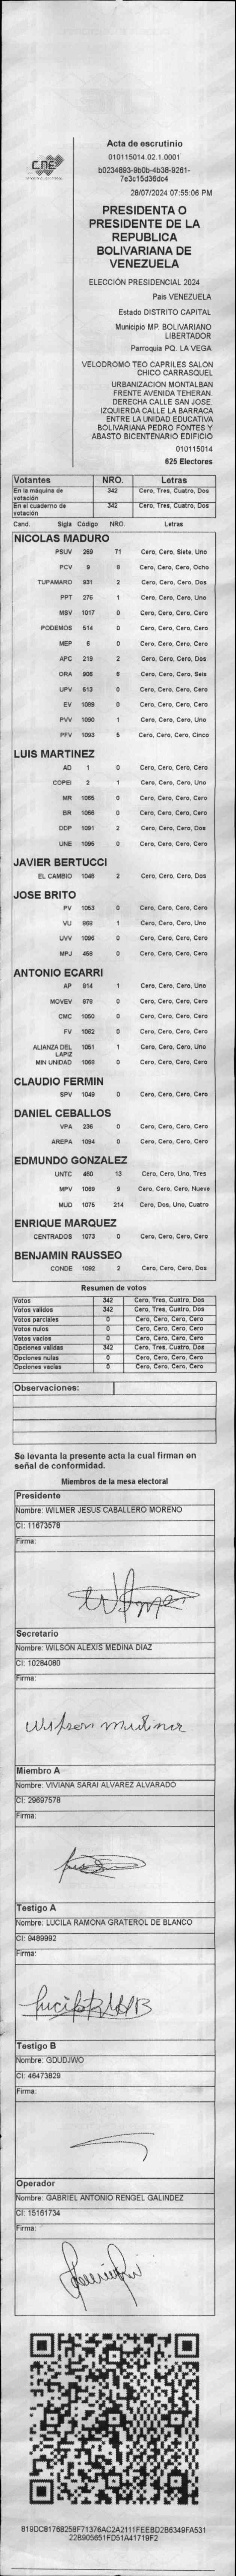 CNE
Acta de escrutinio
010115014.02.1.0001
b0234893-9b0b-4b38-9261-
7e3c15d36dc4
28/07/2024 07:55:06 PM
PRESIDENTA O
PRESIDENTE DE LA
REPUBLICA
BOLIVARIANA DE
VENEZUELA
ELECCIÓN PRESIDENCIAL 2024
Pais VENEZUELA
Estado DISTRITO CAPITAL
Municipio MP. BOLIVARIANO
LIBERTADOR
Parroquia PQ. LA VEGA
VELODROMO TEO CAPRILES SALON
CHICO CARRASQUEL
URBANIZACION MONTALBAN
FRENTE AVENIDA TEHERAN.
DERECHA CALLE SAN JOSE.
IZQUIERDA CALLE LA BARRACA
ENTRE LA UNIDAD EDUCATIVA
BOLIVARIANA PEDRO FONTES Y
ABASTO BICENTENARIO EDIFICIO
010115014
625 Electores
Votantes NRO. Letras
En la máquina de votación 342 Cero, Tres, Cuatro, Dos
En el cuaderno de votación 342 Cero, Tres, Cuatro, Dos
Cand. Sigla Código NRO. Letras
NICOLAS MADURO
PSUV 269 71 Cero, Cero, Siete, Uno
PCV 9 8 Cero, Cero, Cero, Ocho
TUPAMARO 931 2 Cero, Cero, Cero, Dos
PPT 276 1 Cero, Cero, Cero, Uno
MSV 1017 0 Cero, Cero, Cero, Cero
PODEMOS 514 0 Cero, Cero, Cero, Cero
MEP 6 0 Cero, Cero, Cero, Cero
APC 219 2 Cero, Cero, Cero, Dos
ORA 906 6 Cero, Cero, Cero, Seis
UPV 613 0 Cero, Cero, Cero, Cero
EV 1089 0 Cero, Cero, Cero, Cero
PVV 1090 1 Cero, Cero, Cero, Uno
PFV 1093 5 Cero, Cero, Cero, Cinco
LUIS MARTINEZ
AD 1 0 Cero, Cero, Cero, Cero
COPEI 2 1 Cero, Cero, Cero, Uno
MR 1065 0 Cero, Cero, Cero, Cero
BR 1066 0 Cero, Cero, Cero, Cero
DDP 1091 2 Cero, Cero, Cero, Dos
UNE 1095 0 Cero, Cero, Cero, Cero
JAVIER BERTUCCI
EL CAMBIO 1046 2 Cero, Cero, Cero, Dos
JOSE BRITO
PV 1053 0 Cero, Cero, Cero, Cero
VU 868 1 Cero, Cero, Cero, Uno
UVV 1096 0 Cero, Cero, Cero, Cero
MPJ 458 0 Cero, Cero, Cero, Cero
ANTONIO ECARRI
AP 814 1 Cero, Cero, Cero, Uno
MOVEV 879 0 Cero, Cero, Cero, Cero
CMC 1050 0 Cero, Cero, Cero, Cero
FV 1062 0 Cero, Cero, Cero, Cero
ALIANZA DEL LAPIZ 1051 1 Cero, Cero, Cero, Uno
MIN UNIDAD 1068 0 Cero, Cero, Cero, Cero
CLAUDIO FERMIN
SPV 1049 0 Cero, Cero, Cero, Cero
DANIEL CEBALLOS
VPA 236 0 Cero, Cero, Cero, Cero
AREPA 1094 0 Cero, Cero, Cero, Cero
EDMUNDO GONZALEZ
UNTC 460 13 Cero, Cero, Uno, Tres
MPV 1069 9 Cero, Cero, Cero, Nueve
MUD 1075 214 Cero, Dos, Uno, Cuatro
ENRIQUE MARQUEZ
CENTRADOS 1073 0 Cero, Cero, Cero, Cero
BENJAMIN RAUSSEO
CONDE 1092 2 Cero, Cero, Cero, Dos
Resumen de votos
Votos 342 Cero, Tres, Cuatro, Dos
Votos validos 342 Cero, Tres, Cuatro, Dos
Votos parciales 0 Cero, Cero, Cero, Cero
Votos nulos 0 Cero, Cero, Cero, Cero
Votos vacios 0 Cero, Cero, Cero, Cero
Opciones validas 342 Cero, Tres, Cuatro, Dos
Opciones nulas 0 Cero, Cero, Cero, Cero
Opciones vacias 0 Cero, Cero, Cero, Cero
Observaciones:
Se levanta la presente acta la cual firman en
señal de conformidad.
Miembros de la mesa electoral
Presidente
Nombre: WILMER JESUS CABALLERO MORENO
CI: 11673578
Firma:
Secretario
Nombre: WILSON ALEXIS MEDINA DIAZ
CI: 10284080
Firma:
Wilson Medina
Miembro A
Nombre: VIVIANA SARAI ALVAREZ ALVARADO
CI: 29697578
Firma:
Testigo A
Nombre: LUCILA RAMONA GRATEROL DE BLANCO
CI: 9489992
Firma:
Testigo B
Nombre: GDUDJWO
CI: 46473829
Firma:
Operador
Nombre: GABRIEL ANTONIO RENGEL GALINDEZ
CI: 15161734
Firma:
819DC81768258F71376AC2A2111FEEBD2B6349FA531
22B905651FD51A41719F2